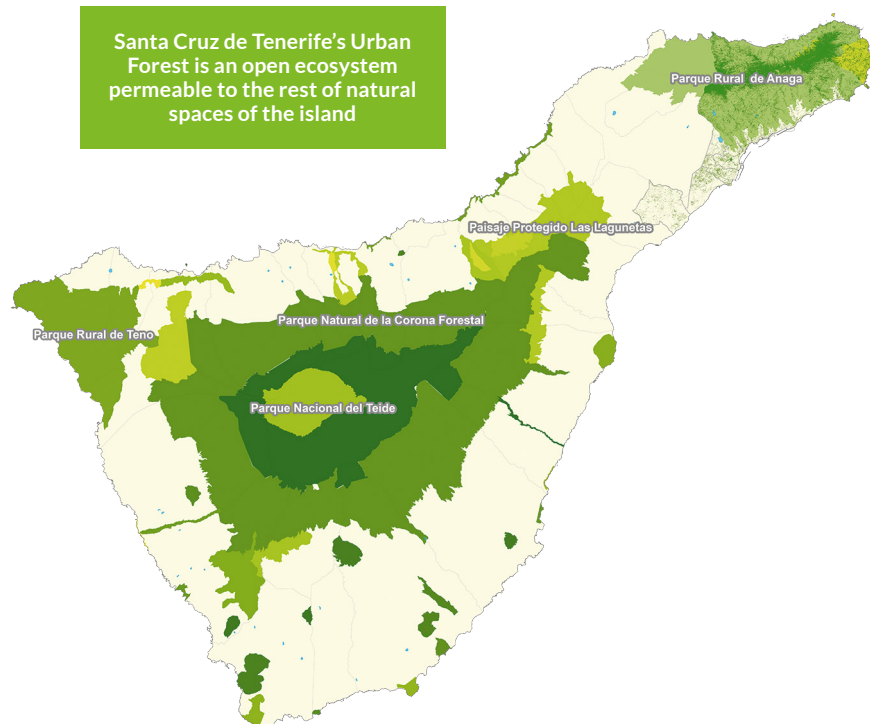 Santa Cruz de Tenerife's Urban
Forest is an open ecosystem
permeable to the rest of natural
spaces of the island
Parque Rural de Anaga
Paisaje Protegido Las Lagunetas
Parque Natural de la Corona Forestal
Parque Rural de Teno
Parque Nacional del Teide